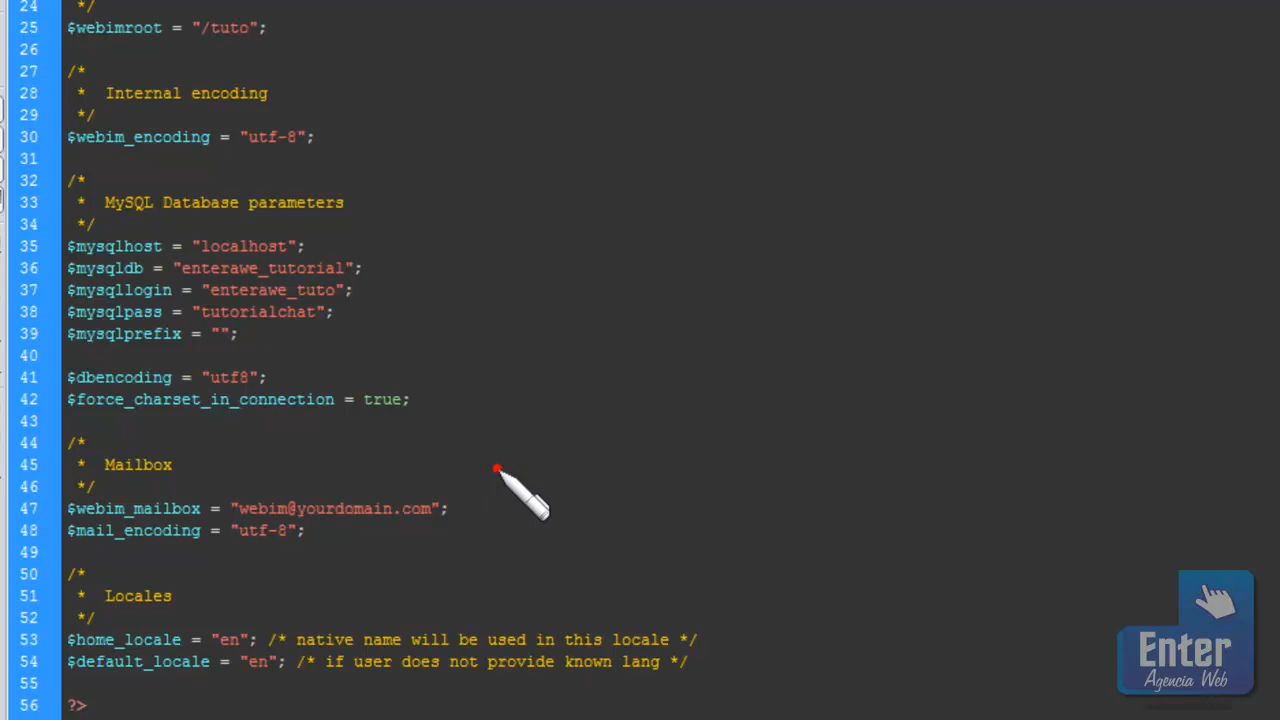 24 */
25 $webimroot = "/tuto";
26
27 /*
28 * Internal encoding
29 */
30 $webim_encoding = "utf-8";
31
32 /*
33 * MySQL Database parameters
34 */
35 $mysqlhost = "localhost";
36 $mysqldb = "enterawe_tutorial";
37 $mysqllogin = "enterawe_tuto";
38 $mysqlpass = "tutorialchat";
39 $mysqlprefix = "";
40
41 $dbencoding = "utf8";
42 $force_charset_in_connection = true;
43
44 /*
45 * Mailbox
46 */
47 $webim_mailbox = "webim@yourdomain.com";
48 $mail_encoding = "utf-8";
49
50 /*
51 * Locales
52 */
53 $home_locale = "en"; /* native name will be used in this locale */
54 $default_locale = "en"; /* if user does not provide known lang */
55
56 ?>
Enter
Agencia Web